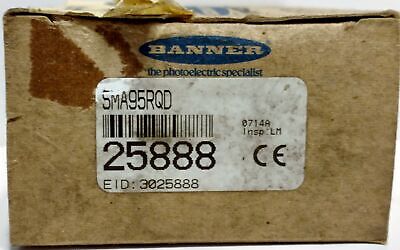 BANNER
the photoelectric specialist
SMA95RQD
0714A
Insp:LM
25888
CE
EID: 3025888